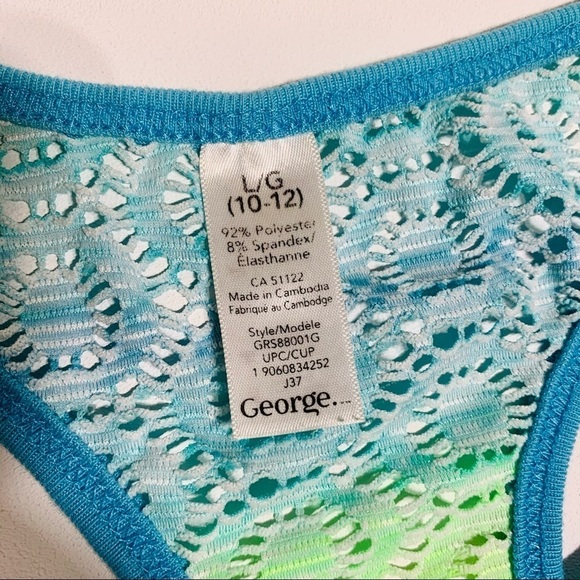 L/G
(10-12)
92% Polyester
8% Spandex/
Élasthanne
CA 51122
Made in Cambodia
Fabrique au Cambodge
Style/Modèle
GRS88001G
UPC/CUP
1 9060834252
J37
George.